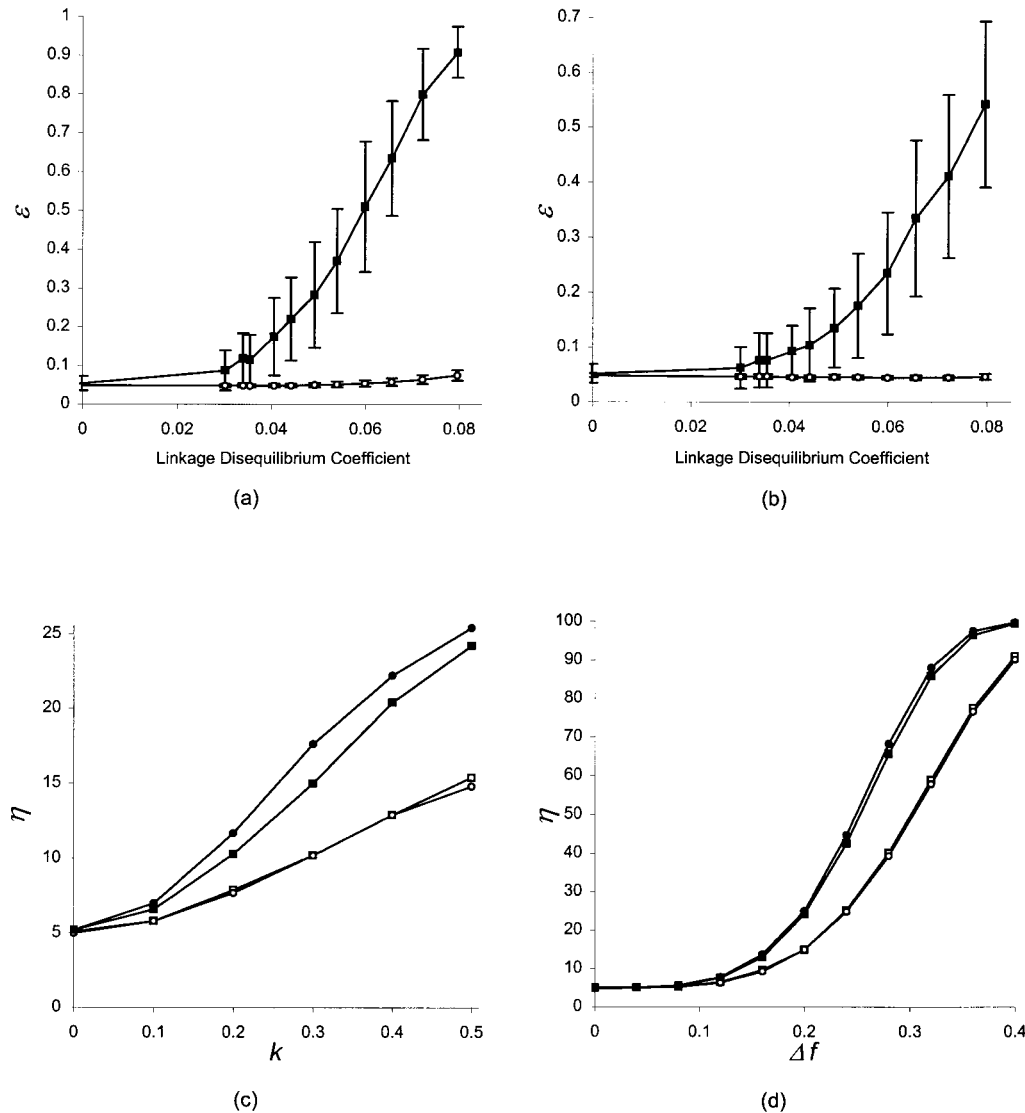 1
0.9
0.8
0.7
0.6
ε
0.5
0.4
0.3
0.2
0.1
0
0 0.02 0.04 0.06 0.08
Linkage Disequilibrium Coefficient
(a)
0.7
0.6
0.5
ε
0.4
0.3
0.2
0.1
0
0 0.02 0.04 0.06 0.08
Linkage Disequilibrium Coefficient
(b)
25
20
15
η
10
5
0
0 0.1 0.2 0.3 0.4 0.5
k
(c)
100
90
80
70
60
η
50
40
30
20
10
0
0 0.1 0.2 0.3 0.4
Δf
(d)